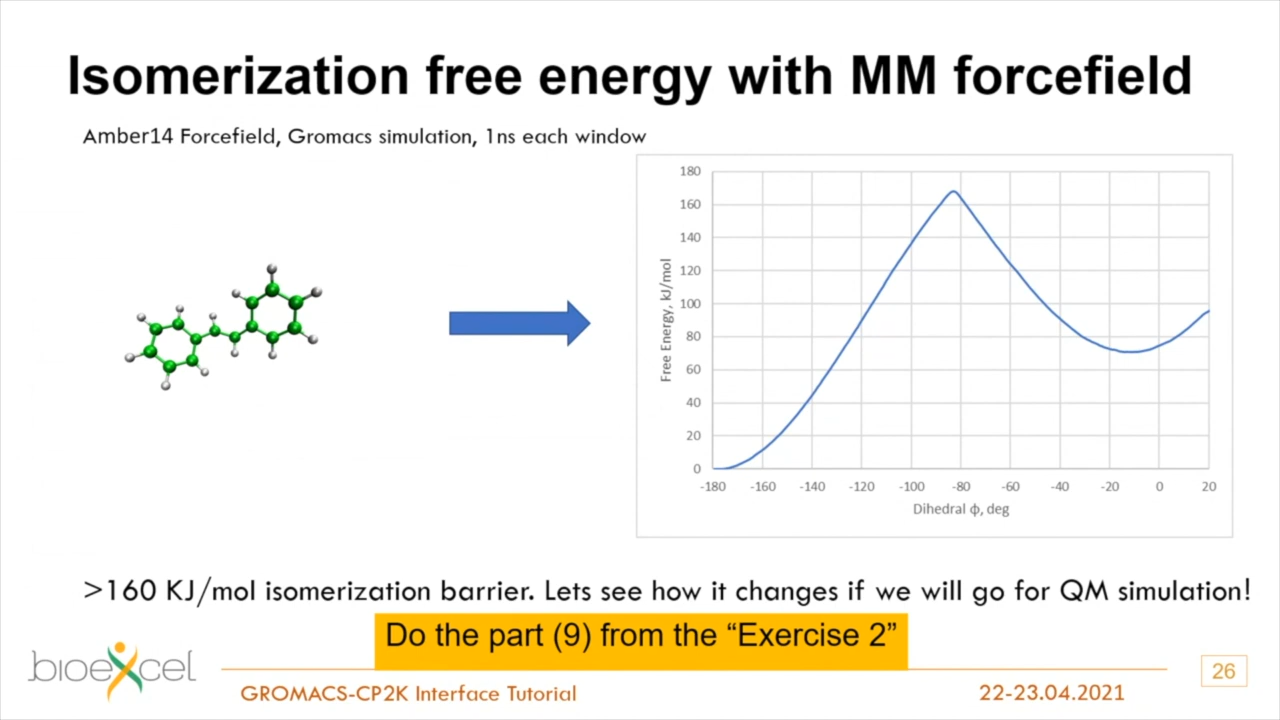 Isomerization free energy with MM forcefield
Amber14 Forcefield, Gromacs simulation, 1ns each window
180
160
140
120
100
80
60
40
20
0
Free Energy, kJ/mol
-180 -160 -140 -120 -100 -80 -60 -40 -20 0 20
Dihedral ϕ, deg
>160 KJ/mol isomerization barrier. Lets see how it changes if we will go for QM simulation!
Do the part (9) from the “Exercise 2”
bioexcel
GROMACS-CP2K Interface Tutorial
22-23.04.2021
26